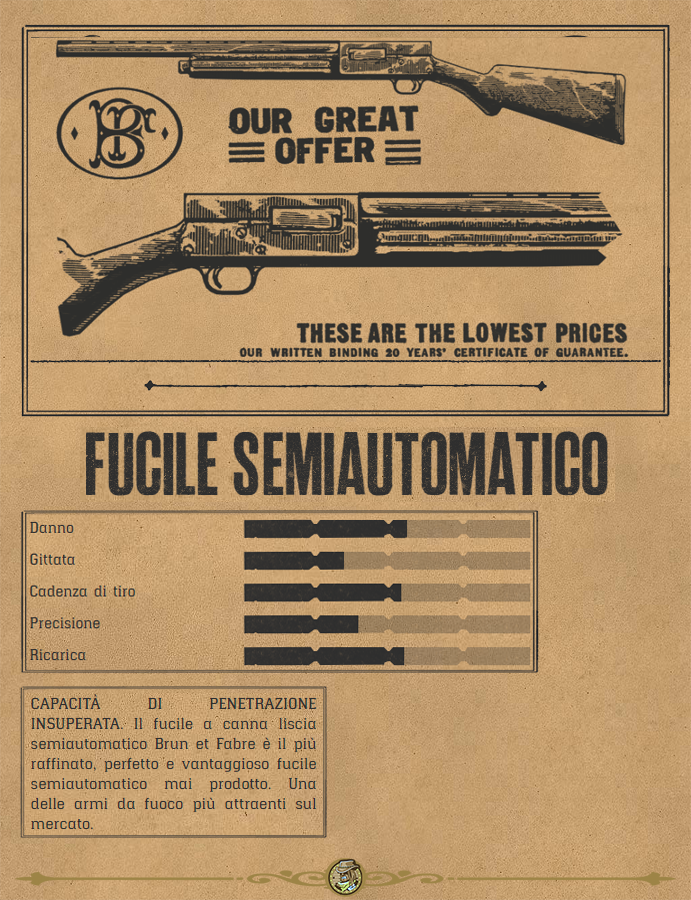 OUR GREAT
OFFER
THESE ARE THE LOWEST PRICES
OUR WRITTEN BINDING 20 YEARS' CERTIFICATE OF GUARANTEE.
FUCILE SEMIAUTOMATICO
Danno
Gittata
Cadenza di tiro
Precisione
Ricarica
CAPACITÀ DI PENETRAZIONE
INSUPERATA. Il fucile a canna liscia
semiautomatico Brun et Fabre è il più
raffinato, perfetto e vantaggioso fucile
semiautomatico mai prodotto. Una
delle armi da fuoco più attraenti sul
mercato.